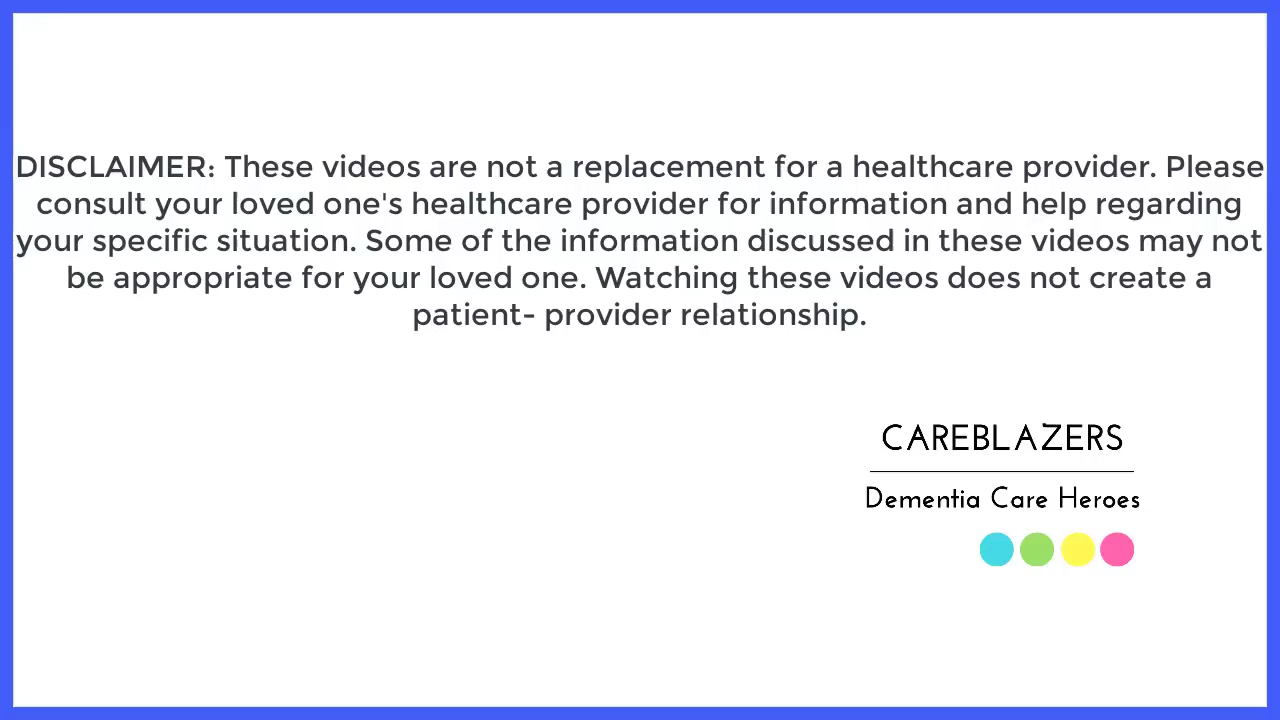 DISCLAIMER: These videos are not a replacement for a healthcare provider. Please
consult your loved one's healthcare provider for information and help regarding
your specific situation. Some of the information discussed in these videos may not
be appropriate for your loved one. Watching these videos does not create a
patient- provider relationship.
CAREBLAZERS
Dementia Care Heroes